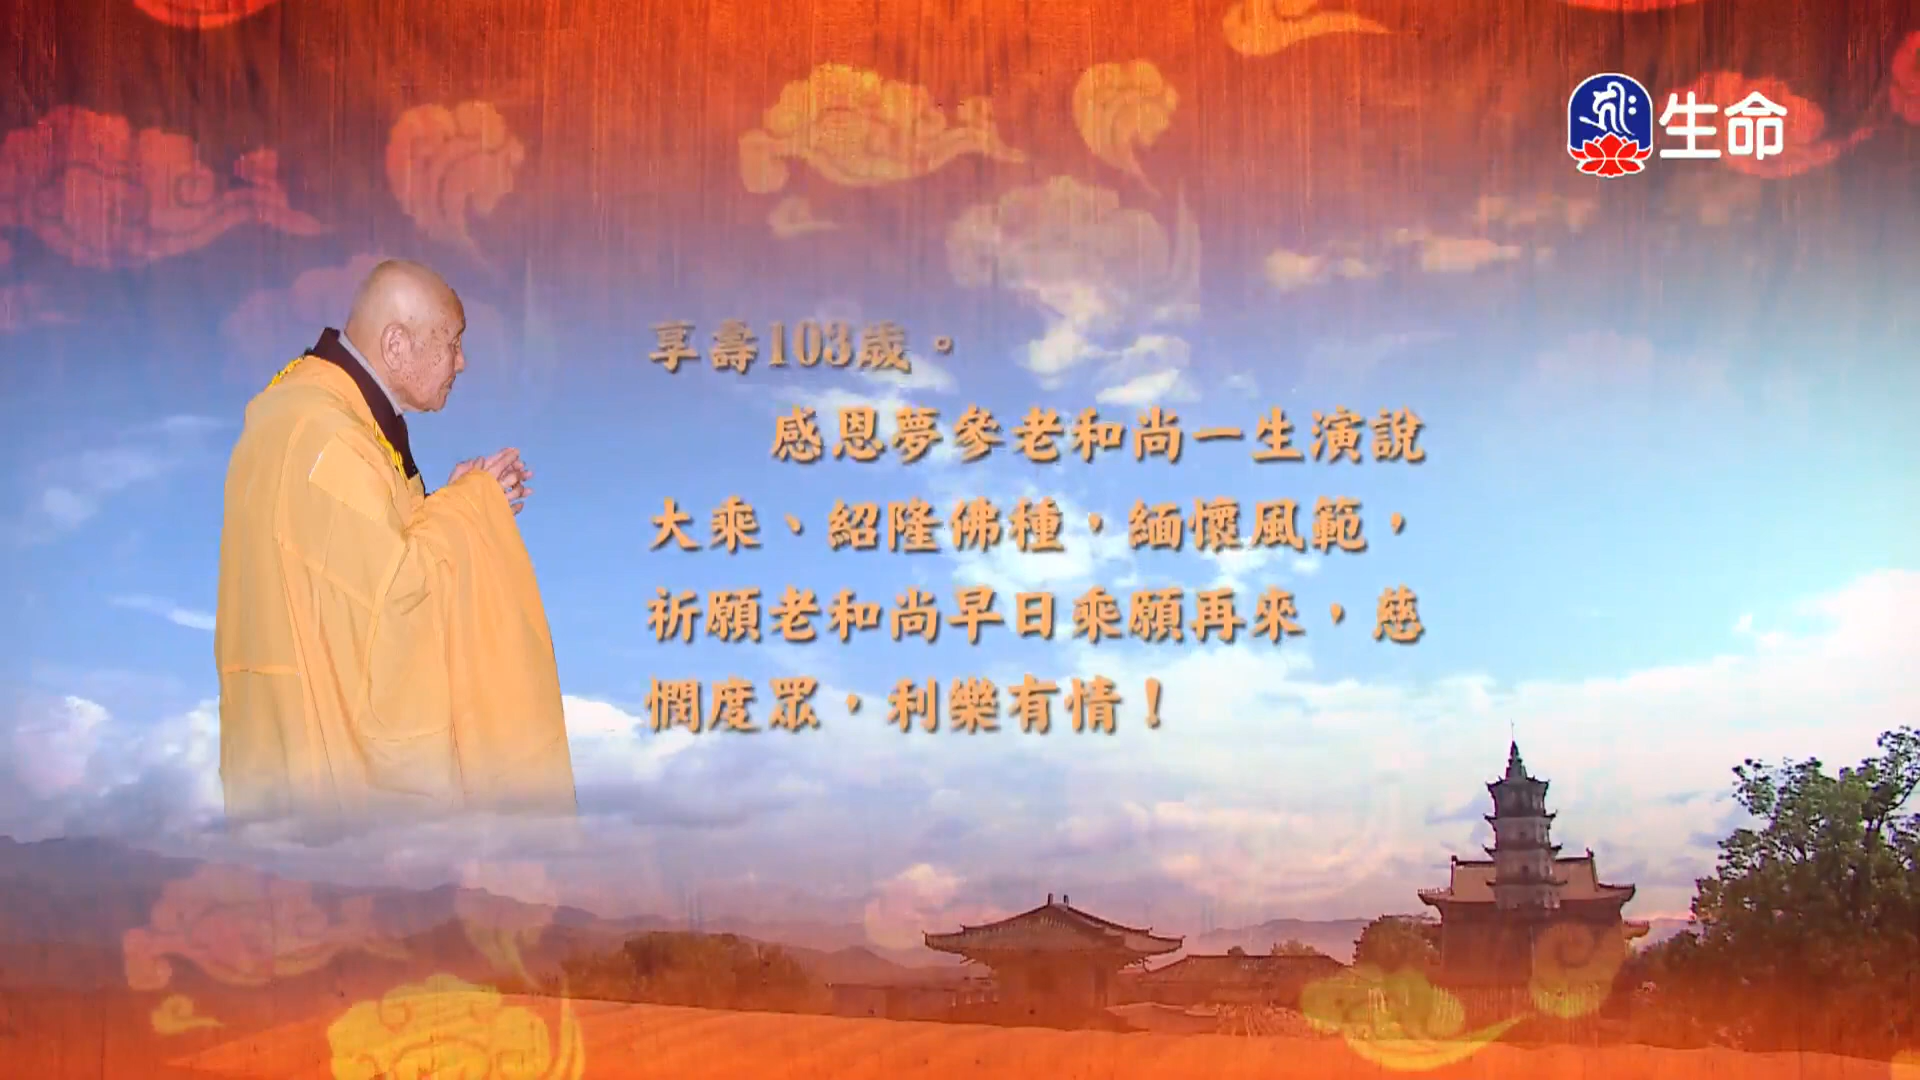 生命
享壽103歲。
感恩夢參老和尚一生演說
大乘、紹隆佛種，緬懷風範，
祈願老和尚早日乘願再來，慈
憫度眾，利樂有情！